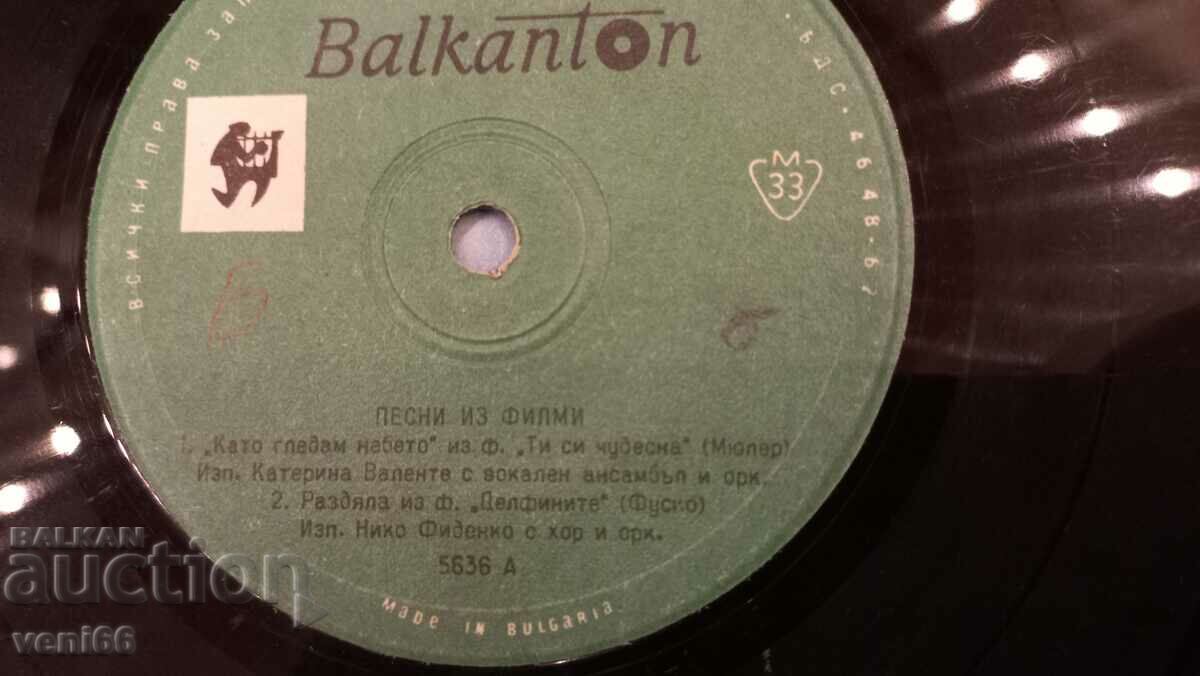 Balkanton
ВСИЧКИ ПРАВА ЗАП
БДС · 4648-67
M
33
ПЕСНИ ИЗ ФИЛМИ
1. „Като гледам небето" из ф. „Ти си чудесна" (Мюлер)
Изп. Катерина Валенте с вокален ансамбъл и орк.
2. Раздяла из ф. „Делфините" (Фуско)
Изп. Нико Фиденко с хор и орк.
5636 А
MADE IN BULGARIA
BALKAN
auction
veni66